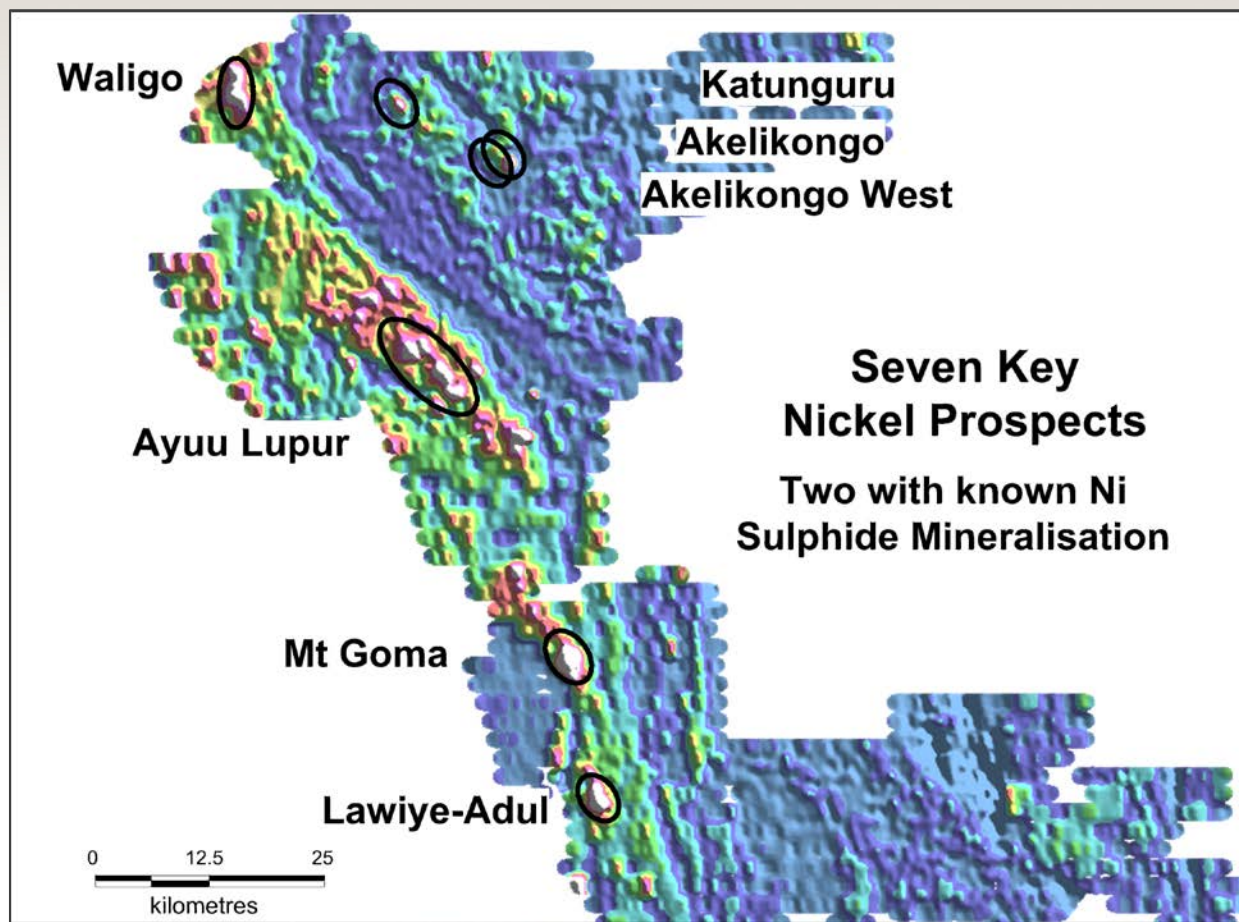 Waligo
Katunguru
Akelikongo
Akelikongo West
Seven Key
Nickel Prospects
Two with known Ni
Sulphide Mineralisation
Ayuu Lupur
Mt Goma
Lawiye-Adul
0 12.5 25
kilometres